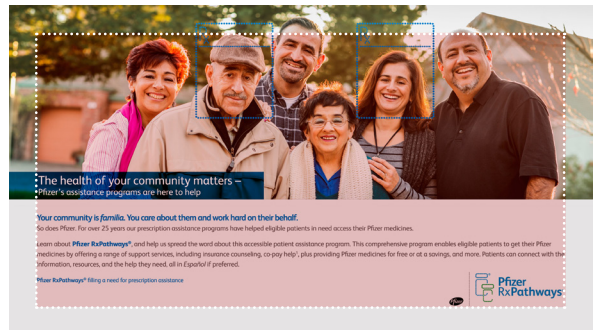 The health of your community matters –
Pfizer's assistance programs are here to help
Your community is familia. You care about them and work hard on their behalf.
So does Pfizer. For over 25 years our prescription assistance programs have helped eligible patients in need access their Pfizer medicines.
Learn about Pfizer RxPathways®, and help us spread the word about this accessible patient assistance program. This comprehensive program enables eligible patients to get their Pfizer
medicines by offering a range of support services, including insurance counseling, co-pay help¹, plus providing Pfizer medicines for free or at a savings, and more. Patients can connect with the
information, resources, and the help they need, all in Español if preferred.
Pfizer RxPathways® filling a need for prescription assistance
Pfizer
Pfizer
RxPathways